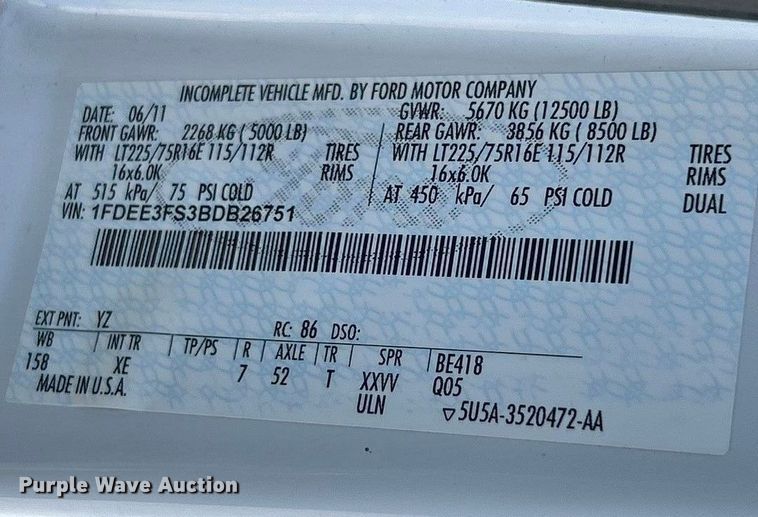 INCOMPLETE VEHICLE MFD. BY FORD MOTOR COMPANY
DATE: 06/11 GVWR: 5670 KG (12500 LB)
FRONT GAWR: 2268 KG ( 5000 LB) REAR GAWR: 3856 KG ( 8500 LB)
WITH LT225/75R16E 115/112R TIRES WITH LT225/75R16E 115/112R TIRES
16x6.0K RIMS 16x6.0K RIMS
AT 515 kPa/ 75 PSI COLD AT 450 kPa/ 65 PSI COLD DUAL
VIN: 1FDEE3FS3BDB26751
EXT PNT: YZ RC: 86 DSO:
WB INT TR TP/PS R AXLE TR SPR BE418
158 XE 7 52 T XXVV Q05
MADE IN U.S.A. ULN ▽5U5A-3520472-AA
Purple Wave Auction